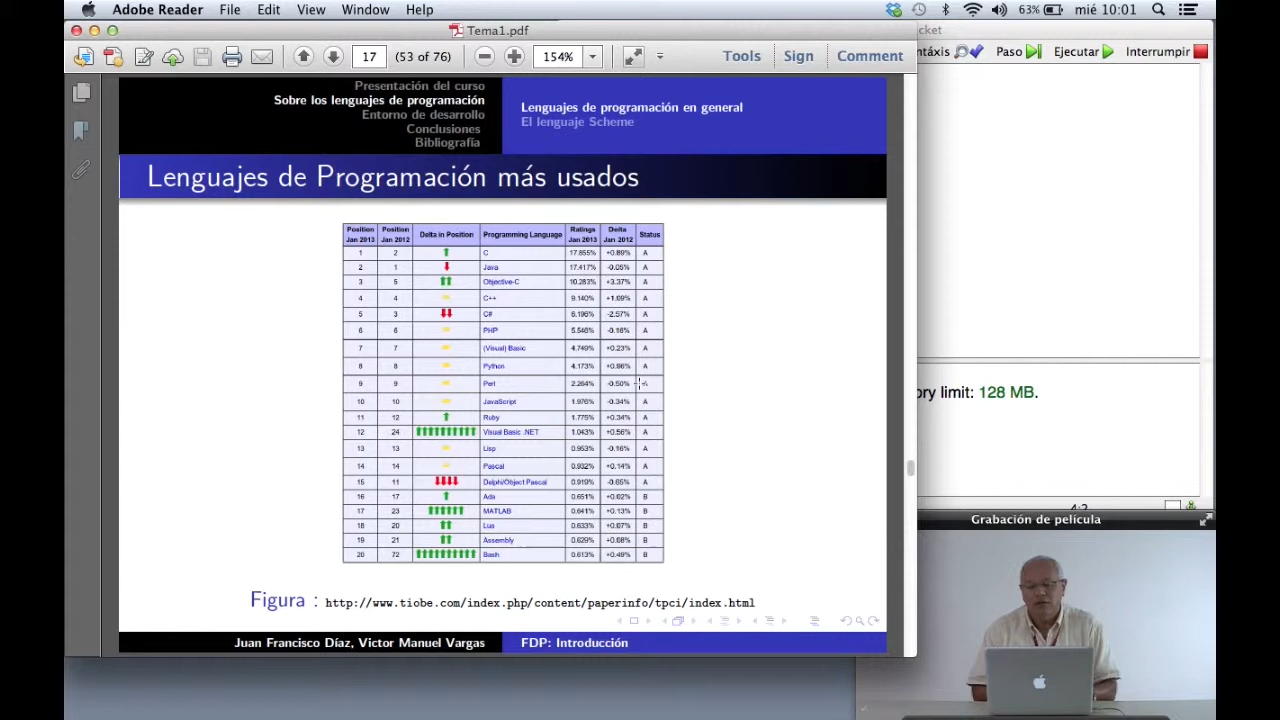 Adobe Reader File Edit View Window Help 63% mié 10:01
Tema1.pdf
17 (53 of 76) 154% Tools Sign Comment
Paso Ejecutar Interrumpir
Presentación del curso
Sobre los lenguajes de programación
Entorno de desarrollo
Conclusiones
Bibliografía
Lenguajes de programación en general
El lenguaje Scheme
Lenguajes de Programación más usados
Position Jan 2013 Position Jan 2012 Delta in Position Programming Language Ratings Jan 2013 Delta Jan 2012 Status
1 2 C 17.855% +0.89% A
2 1 Java 17.417% -0.05% A
3 5 Objective-C 10.283% +3.37% A
4 4 C++ 9.140% +1.09% A
5 3 C# 6.196% -2.57% A
6 6 PHP 5.546% -0.16% A
7 7 (Visual) Basic 4.749% +0.23% A
8 8 Python 4.173% +0.96% A
9 9 Perl 2.264% -0.50% A
10 10 JavaScript 1.976% -0.34% A
11 12 Ruby 1.775% +0.34% A
12 24 Visual Basic .NET 1.043% +0.56% A
13 13 Lisp 0.953% -0.16% A
14 14 Pascal 0.932% +0.14% A
15 11 Delphi/Object Pascal 0.919% -0.65% A
16 17 Ada 0.651% +0.02% B
17 23 MATLAB 0.641% +0.13% B
18 20 Lua 0.633% +0.07% B
19 21 Assembly 0.629% +0.08% B
20 72 Bash 0.613% +0.49% B
Figura : http://www.tiobe.com/index.php/content/paperinfo/tpci/index.html
Juan Francisco Díaz, Victor Manuel Vargas FDP: Introducción
ory limit: 128 MB.
4:2
Grabación de película